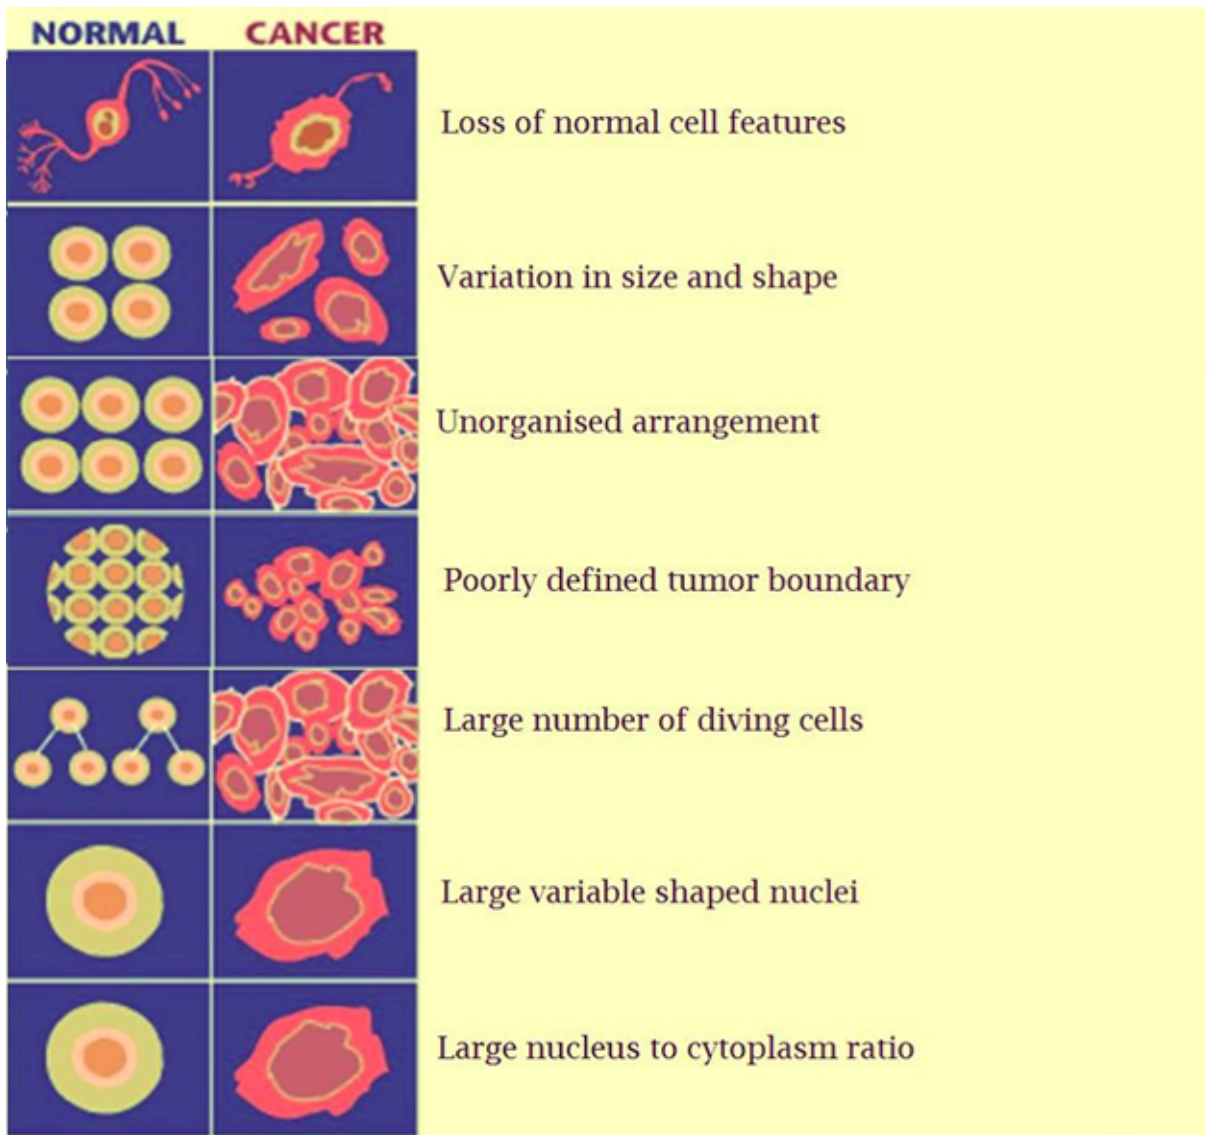 NORMAL CANCER
Loss of normal cell features
Variation in size and shape
Unorganised arrangement
Poorly defined tumor boundary
Large number of diving cells
Large variable shaped nuclei
Large nucleus to cytoplasm ratio